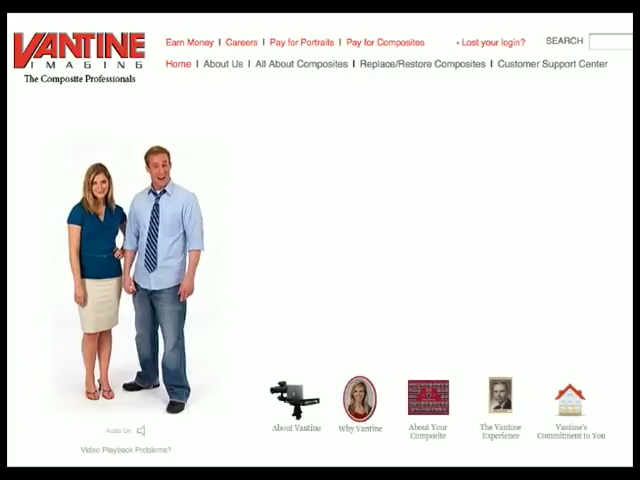 VANTINE
IMAGING
The Composite Professionals
Earn Money | Careers | Pay for Portraits | Pay for Composites
• Lost your login?
SEARCH
Home | About Us | All About Composites | Replace/Restore Composites | Customer Support Center
Audio On
Video Playback Problems?
About Vantine
Why Vantine
About Your
Composite
The Vantine
Experience
Vantine's
Commitment to You